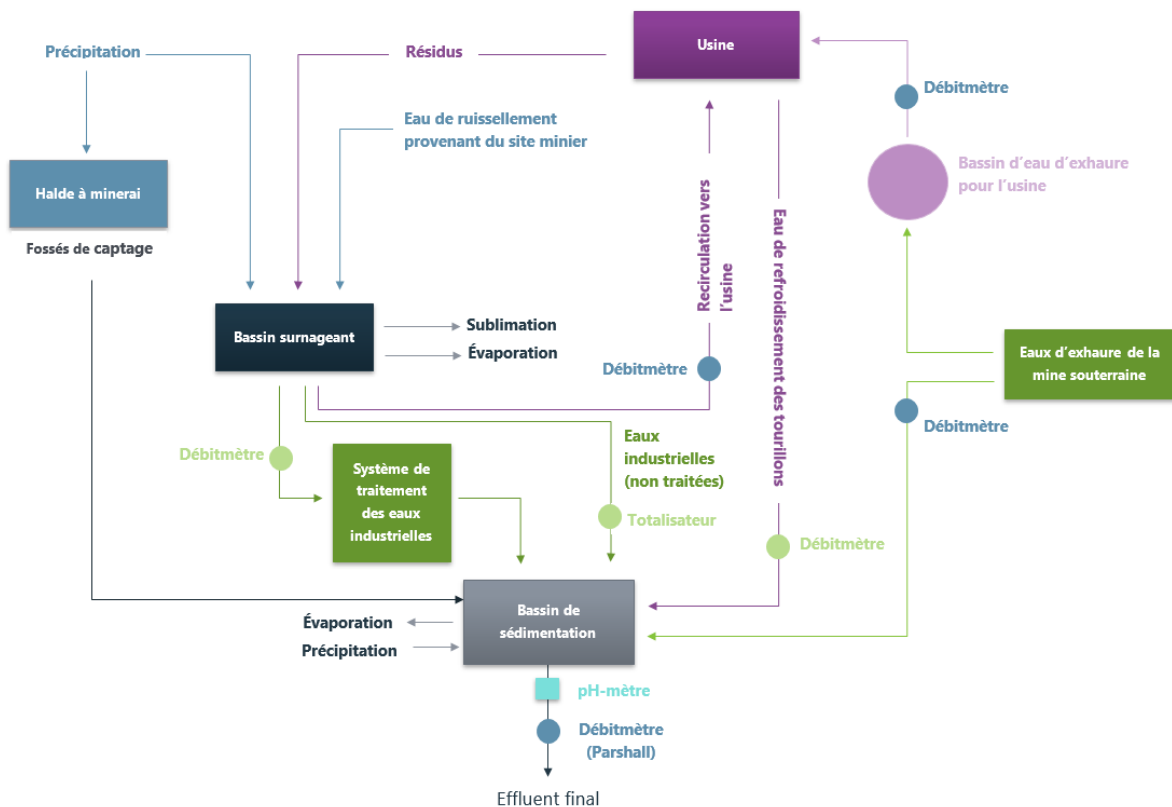 Usine
Précipitation
Résidus
Débitmètre
Eau de ruissellement
provenant du site minier
Bassin d'eau d'exhaure
pour l'usine
Halde à minerai
Fossés de captage
Recirculation vers
l'usine
Eau de refroidissement des tourillons
Bassin surnageant
Sublimation
Évaporation
Débitmètre
Eaux d'exhaure de la
mine souterraine
Débitmètre
Eaux
industrielles
(non traitées)
Débitmètre
Système de
traitement
des eaux
industrielles
Totalisateur
Débitmètre
Bassin de
sédimentation
Évaporation
Précipitation
pH-mètre
Débitmètre
(Parshall)
Effluent final